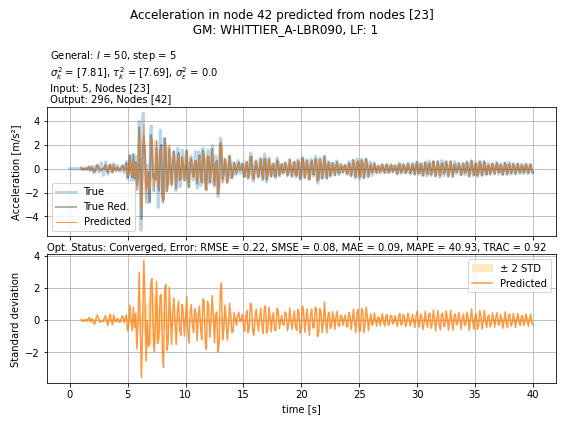 Acceleration in node 42 predicted from nodes [23]
GM: WHITTIER_A-LBR090, LF: 1
General: l = 50, step = 5
σ²ₖ = [7.81], τ²ₖ = [7.69], σ²ε = 0.0
Input: 5, Nodes [23]
Output: 296, Nodes [42]
Acceleration [m/s²]
4
2
0
−2
−4
True
True Red.
Predicted
Opt. Status: Converged, Error: RMSE = 0.22, SMSE = 0.08, MAE = 0.09, MAPE = 40.93, TRAC = 0.92
Standard deviation
4
2
0
−2
± 2 STD
Predicted
0 5 10 15 20 25 30 35 40
time [s]